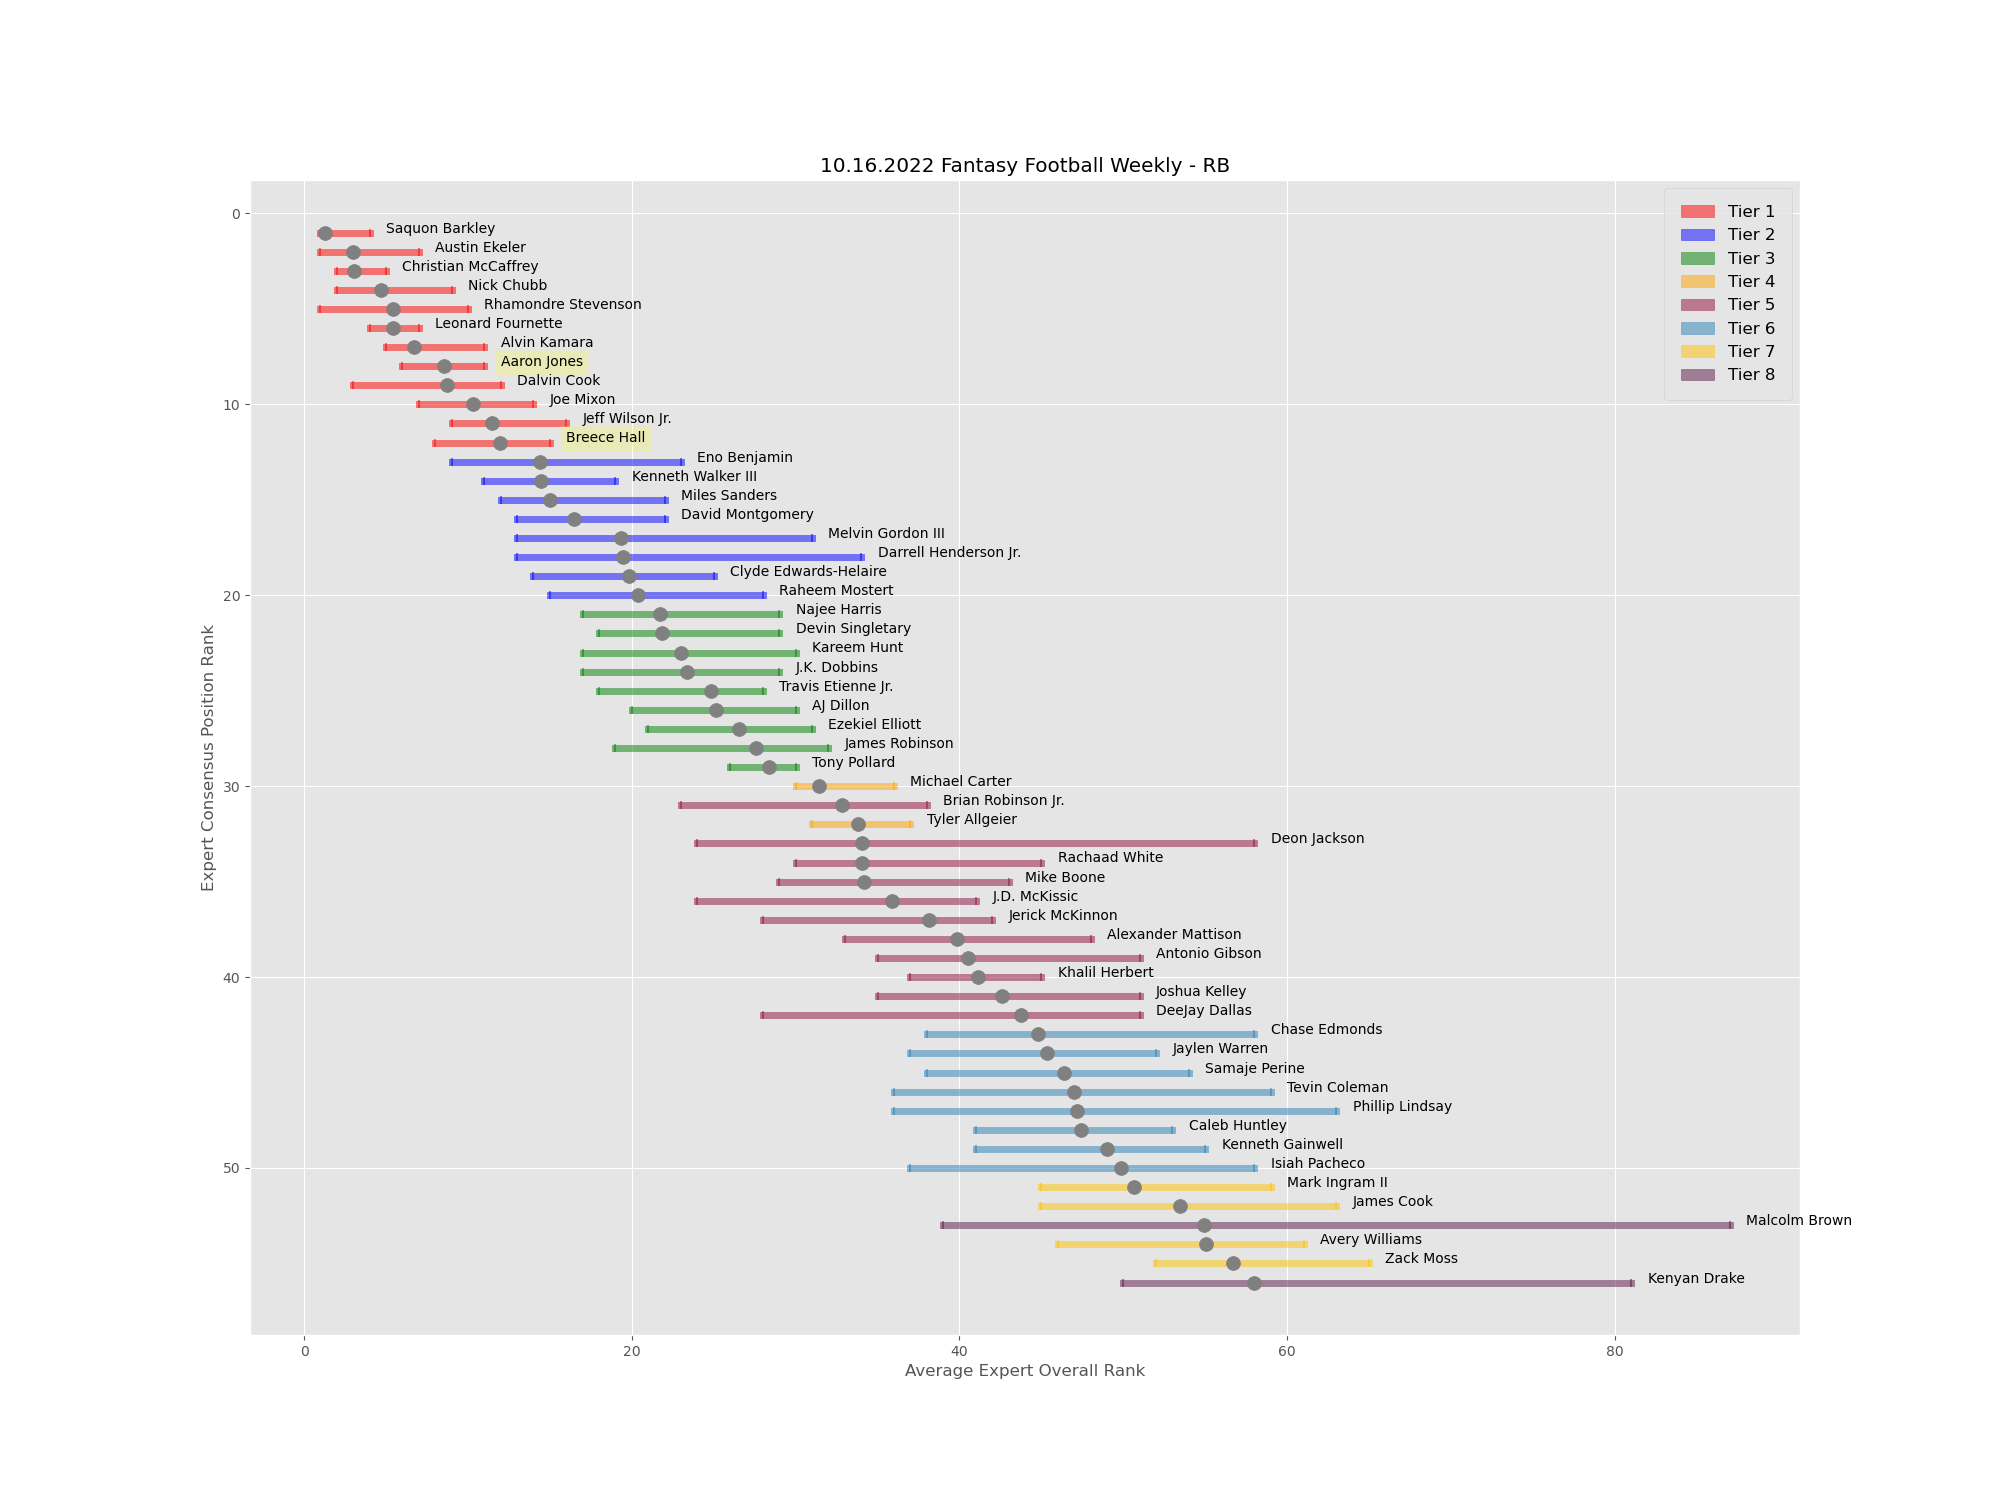 10.16.2022 Fantasy Football Weekly - RB
Tier 1
Tier 2
Tier 3
Tier 4
Tier 5
Tier 6
Tier 7
Tier 8
Saquon Barkley
Austin Ekeler
Christian McCaffrey
Nick Chubb
Rhamondre Stevenson
Leonard Fournette
Alvin Kamara
Aaron Jones
Dalvin Cook
Joe Mixon
Jeff Wilson Jr.
Breece Hall
Eno Benjamin
Kenneth Walker III
Miles Sanders
David Montgomery
Melvin Gordon III
Darrell Henderson Jr.
Clyde Edwards-Helaire
Raheem Mostert
Najee Harris
Devin Singletary
Kareem Hunt
J.K. Dobbins
Travis Etienne Jr.
AJ Dillon
Ezekiel Elliott
James Robinson
Tony Pollard
Michael Carter
Brian Robinson Jr.
Tyler Allgeier
Deon Jackson
Rachaad White
Mike Boone
J.D. McKissic
Jerick McKinnon
Alexander Mattison
Antonio Gibson
Khalil Herbert
Joshua Kelley
DeeJay Dallas
Chase Edmonds
Jaylen Warren
Samaje Perine
Tevin Coleman
Phillip Lindsay
Caleb Huntley
Kenneth Gainwell
Isiah Pacheco
Mark Ingram II
James Cook
Malcolm Brown
Avery Williams
Zack Moss
Kenyan Drake
0
10
20
30
40
50
Expert Consensus Position Rank
0
20
40
60
80
Average Expert Overall Rank